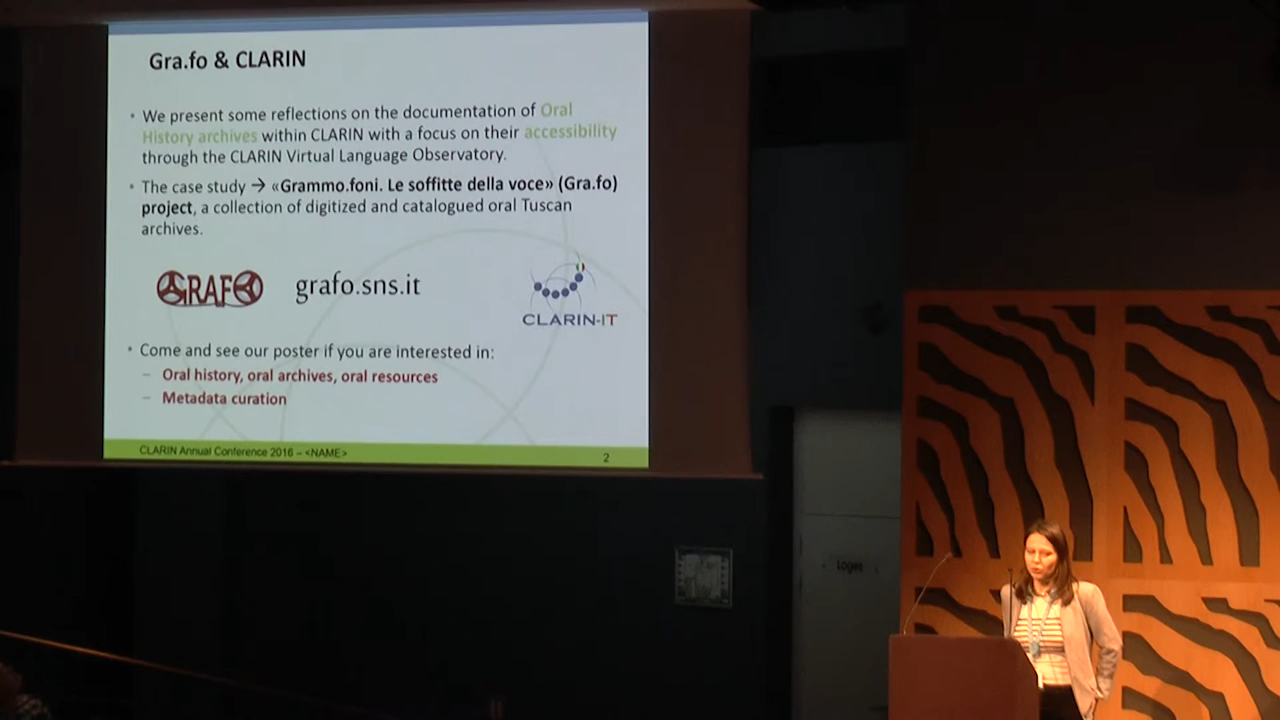 Gra.fo & CLARIN
• We present some reflections on the documentation of Oral
History archives within CLARIN with a focus on their accessibility
through the CLARIN Virtual Language Observatory.
• The case study → «Grammo.foni. Le soffitte della voce» (Gra.fo)
project, a collection of digitized and catalogued oral Tuscan
archives.
GRAFO
grafo.sns.it
CLARIN-IT
• Come and see our poster if you are interested in:
– Oral history, oral archives, oral resources
– Metadata curation
CLARIN Annual Conference 2016 – <NAME>
2
Loges